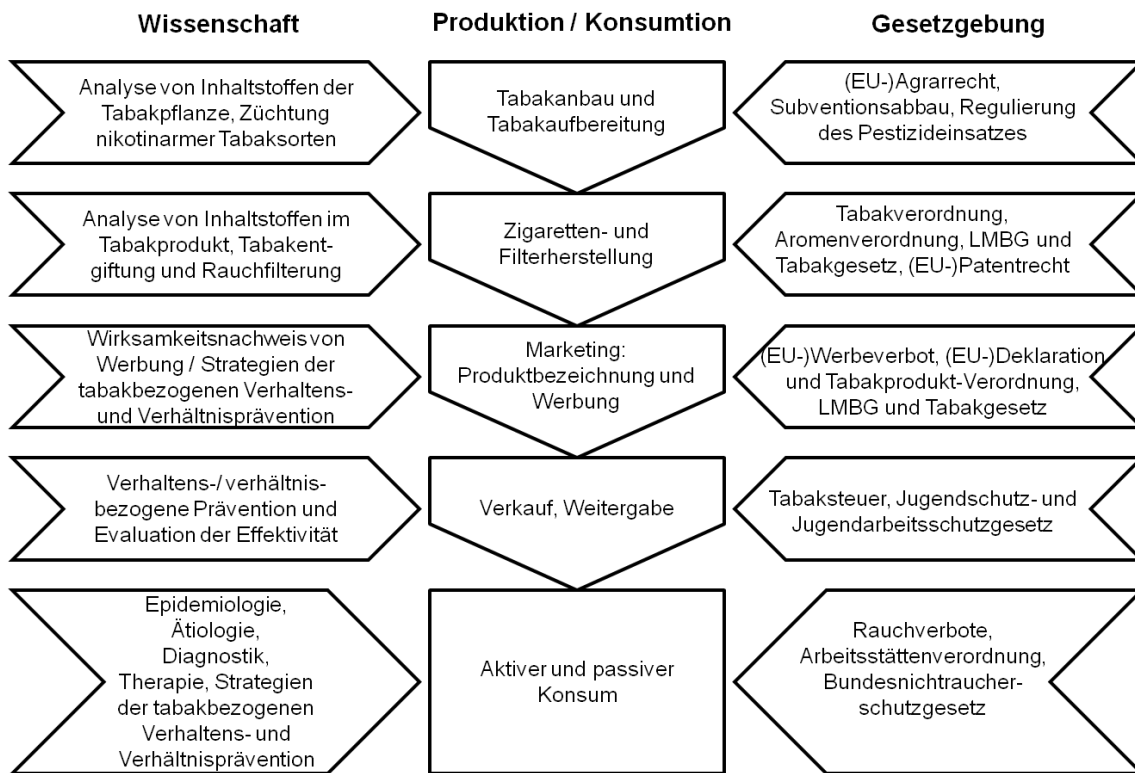 Wissenschaft
Produktion / Konsumtion
Gesetzgebung
Analyse von Inhaltstoffen der
Tabakpflanze, Züchtung
nikotinarmer Tabaksorten
Tabakanbau und
Tabakaufbereitung
(EU-)Agrarrecht,
Subventionsabbau, Regulierung
des Pestizideinsatzes
Analyse von Inhaltstoffen im
Tabakprodukt, Tabakent-
giftung und Rauchfilterung
Zigaretten- und
Filterherstellung
Tabakverordnung,
Aromenverordnung, LMBG und
Tabakgesetz, (EU-)Patentrecht
Wirksamkeitsnachweis von
Werbung / Strategien der
tabakbezogenen Verhaltens-
und Verhältnisprävention
Marketing:
Produktbezeichnung und
Werbung
(EU-)Werbeverbot, (EU-)Deklaration
und Tabakprodukt-Verordnung,
LMBG und Tabakgesetz
Verhaltens-/ verhältnis-
bezogene Prävention und
Evaluation der Effektivität
Verkauf, Weitergabe
Tabaksteuer, Jugendschutz- und
Jugendarbeitsschutzgesetz
Epidemiologie,
Ätiologie,
Diagnostik,
Therapie, Strategien
der tabakbezogenen
Verhaltens- und
Verhältnisprävention
Aktiver und passiver
Konsum
Rauchverbote,
Arbeitsstättenverordnung,
Bundesnichtraucher-
schutzgesetz